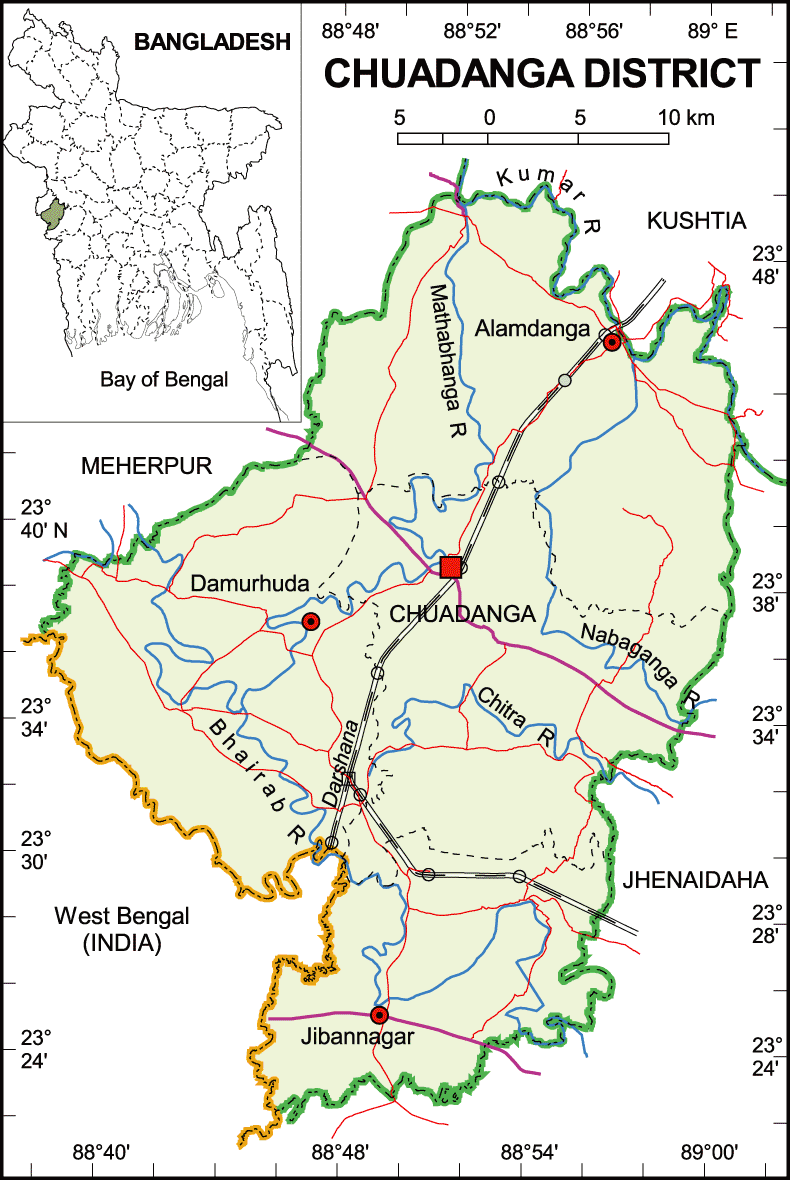 BANGLADESH
Bay of Bengal
88°48' 88°52' 88°56' 89° E
CHUADANGA DISTRICT
5 0 10 km
Kumar R
KUSHTIA
23°
48'
Mathabhanga R
Alamdanga
MEHERPUR
23°
40' N
Damurhuda
CHUADANGA
23°
38'
Nabaganga R
Chitra R
23°
34'
23°
34'
Bhairab R
Darshana
23°
30'
JHENAIDAHA
West Bengal
(INDIA)
23°
28'
Jibannagar
23°
24'
23°
24'
88°40' 88°48' 88°54' 89°00'